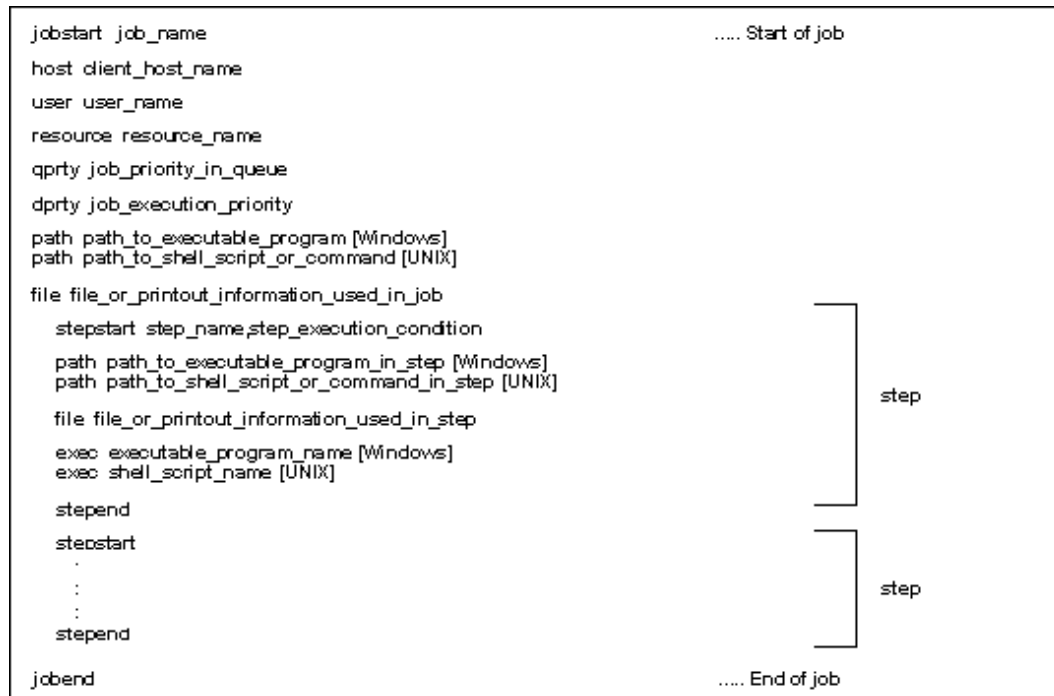 jobstart job_name ..... Start of job
host client_host_name
user user_name
resource resource_name
qprty job_priority_in_queue
dprty job_execution_priority
path path_to_executable_program [Windows]
path path_to_shell_script_or_command [UNIX]
file file_or_printout_information_used_in_job
stepstart step_name,step_execution_condition
path path_to_executable_program_in_step [Windows]
path path_to_shell_script_or_command_in_step [UNIX]
step
file file_or_printout_information_used_in_step
exec executable_program_name [Windows]
exec shell_script_name [UNIX]
stepend
stepstart
:
:
step
:
stepend
jobend ..... End of job